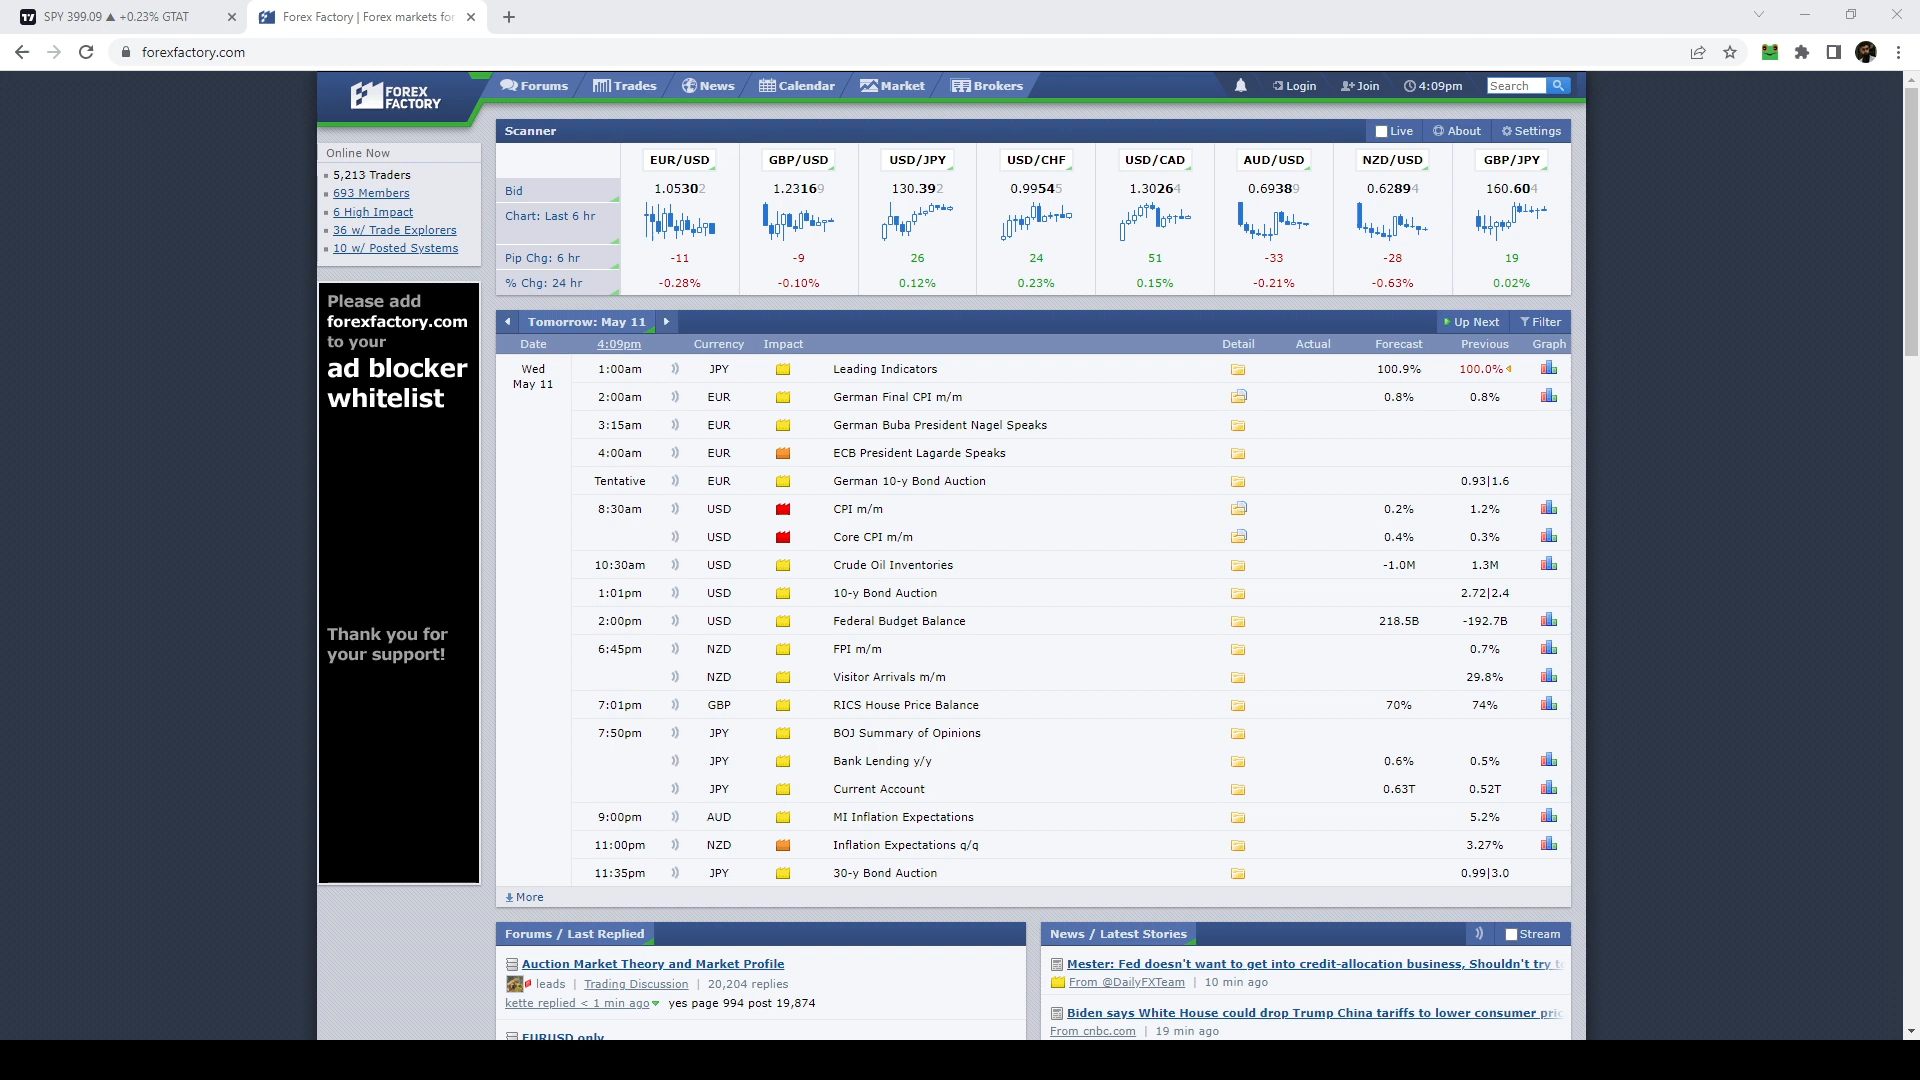 SPY 399.09 ▲ +0.23% GTAT
Forex Factory | Forex markets for
forexfactory.com
FOREX
FACTORY
Forums
Trades
News
Calendar
Market
Brokers
Login
Join
4:09pm
Search
Online Now
5,213 Traders
693 Members
6 High Impact
36 w/ Trade Explorers
10 w/ Posted Systems
Please add
forexfactory.com
to your
ad blocker
whitelist
Thank you for
your support!
Scanner
Live
About
Settings
EUR/USD GBP/USD USD/JPY USD/CHF USD/CAD AUD/USD NZD/USD GBP/JPY
Bid 1.05302 1.23169 130.392 0.99545 1.30264 0.69389 0.62894 160.604
Chart: Last 6 hr
Pip Chg: 6 hr -11 -9 26 24 51 -33 -28 19
% Chg: 24 hr -0.28% -0.10% 0.12% 0.23% 0.15% -0.21% -0.63% 0.02%
Tomorrow: May 11
Up Next
Filter
Date 4:09pm Currency Impact Detail Actual Forecast Previous Graph
Wed
May 11
1:00am JPY Leading Indicators 100.9% 100.0%
2:00am EUR German Final CPI m/m 0.8% 0.8%
3:15am EUR German Buba President Nagel Speaks
4:00am EUR ECB President Lagarde Speaks
Tentative EUR German 10-y Bond Auction 0.93|1.6
8:30am USD CPI m/m 0.2% 1.2%
USD Core CPI m/m 0.4% 0.3%
10:30am USD Crude Oil Inventories -1.0M 1.3M
1:01pm USD 10-y Bond Auction 2.72|2.4
2:00pm USD Federal Budget Balance 218.5B -192.7B
6:45pm NZD FPI m/m 0.7%
NZD Visitor Arrivals m/m 29.8%
7:01pm GBP RICS House Price Balance 70% 74%
7:50pm JPY BOJ Summary of Opinions
JPY Bank Lending y/y 0.6% 0.5%
JPY Current Account 0.63T 0.52T
9:00pm AUD MI Inflation Expectations 5.2%
11:00pm NZD Inflation Expectations q/q 3.27%
11:35pm JPY 30-y Bond Auction 0.99|3.0
More
Forums / Last Replied
Auction Market Theory and Market Profile
leads | Trading Discussion | 20,204 replies
kette replied < 1 min ago yes page 994 post 19,874
EURUSD only
News / Latest Stories
Stream
Mester: Fed doesn't want to get into credit-allocation business, Shouldn't try t
From @DailyFXTeam | 10 min ago
Biden says White House could drop Trump China tariffs to lower consumer pric
From cnbc.com | 19 min ago